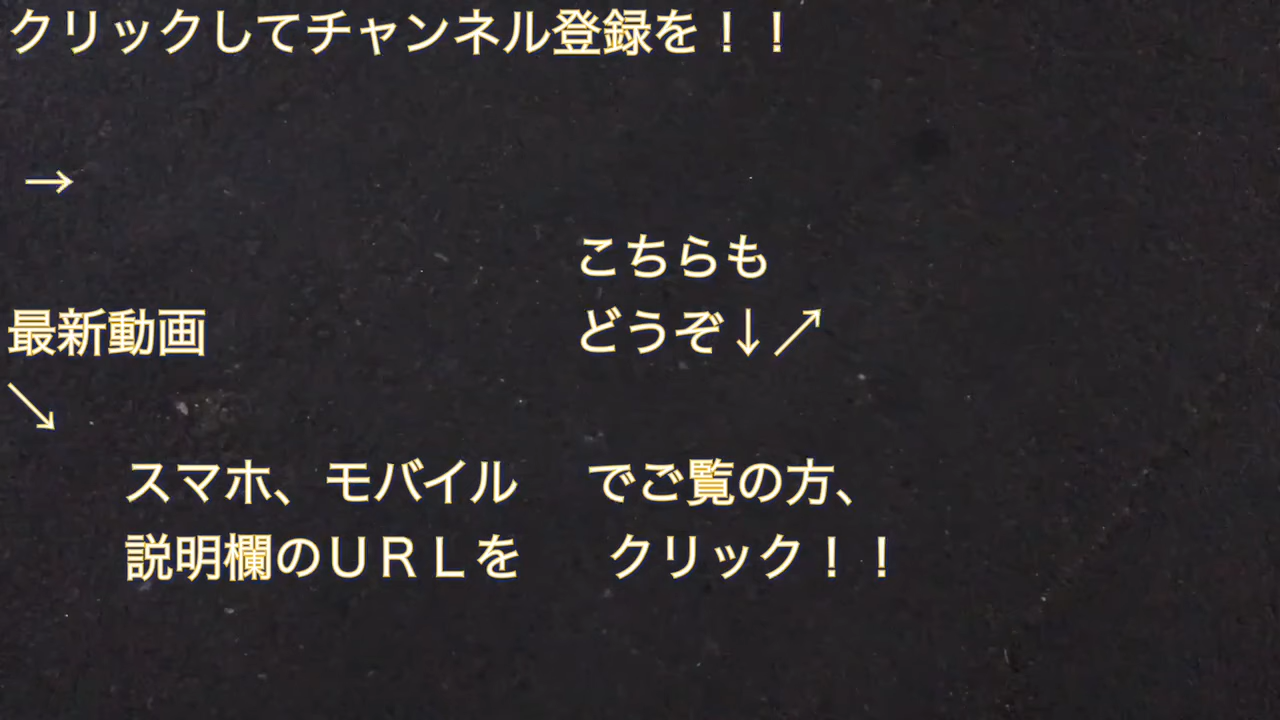 クリックしてチャンネル登録を！！
→
こちらも
どうぞ↓↗
最新動画
↘
スマホ、モバイル　でご覧の方、
説明欄のＵＲＬを　クリック！！